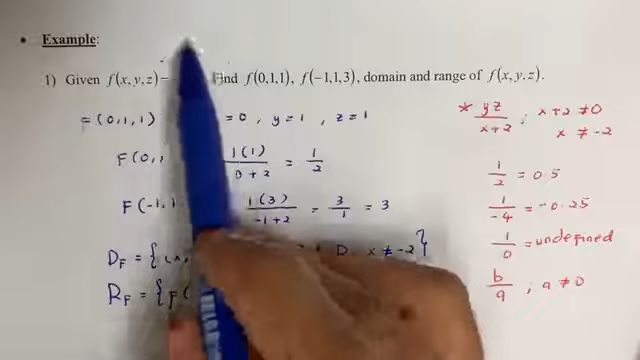 • Example:
1) Given f(x,y,z)= Find f(0,1,1), f(−1,1,3), domain and range of f(x,y,z).
=(0,1,1) =0, y=1, z=1
F(0, 1(1)/0+2 = 1/2
F(-1,1 1(3)/-1+2 = 3/1 = 3
D_F = { (x, D x≠-2}
R_F = { F(
* yz/x+2 ; x+2 ≠0
x ≠ -2
1/2 = 0.5
1/-4 = -0.25
1/0 = undefined
b/a ; a ≠ 0